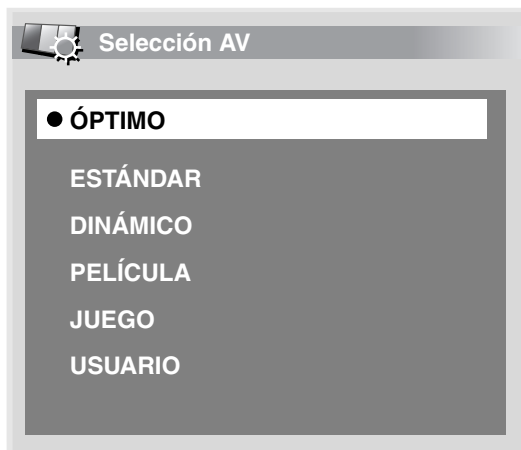 Selección AV
● ÓPTIMO
ESTÁNDAR
DINÁMICO
PELÍCULA
JUEGO
USUARIO